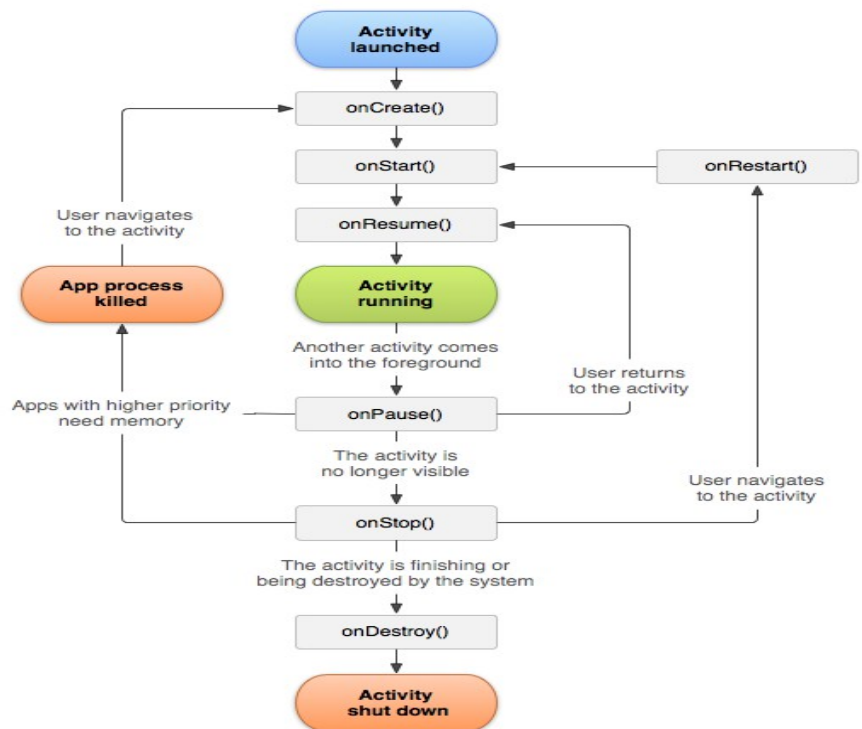 Activity
launched
onCreate()
onStart()
onRestart()
User navigates
to the activity
onResume()
App process
killed
Activity
running
Another activity comes
into the foreground
User returns
to the activity
Apps with higher priority
need memory
onPause()
The activity is
no longer visible
User navigates
to the activity
onStop()
The activity is finishing or
being destroyed by the system
onDestroy()
Activity
shut down